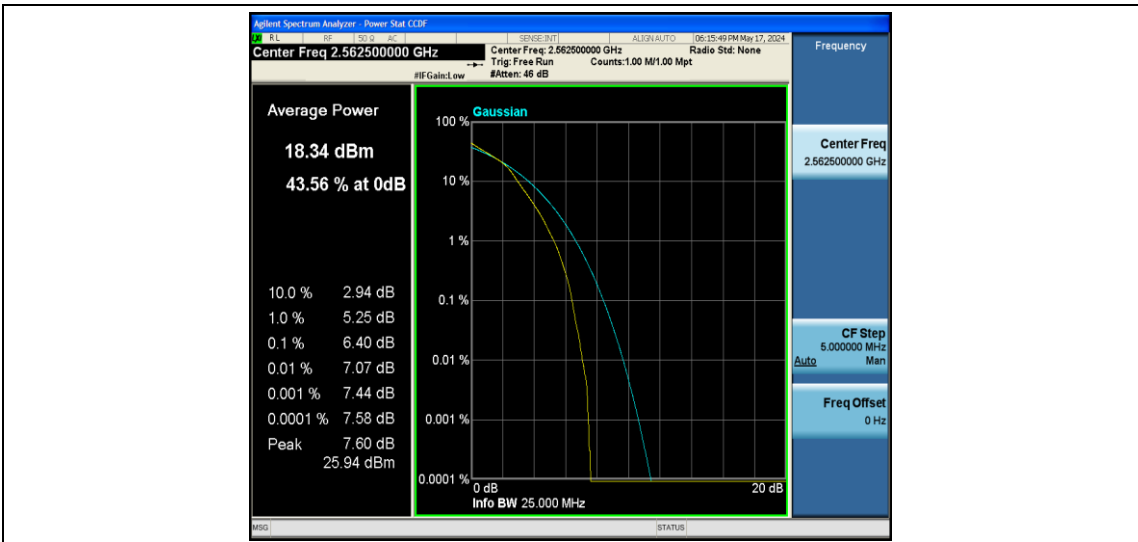 Agilent Spectrum Analyzer - Power Stat CCDF
RL RF 50 Ω AC SENSE:INT ALIGN AUTO 06:15:49 PM May 17, 2024
Center Freq 2.562500000 GHz
Center Freq: 2.562500000 GHz Radio Std: None
Trig: Free Run Counts:1.00 M/1.00 Mpt
#IFGain:Low #Atten: 46 dB
Frequency
Average Power
18.34 dBm
43.56 % at 0dB
10.0 % 2.94 dB
1.0 % 5.25 dB
0.1 % 6.40 dB
0.01 % 7.07 dB
0.001 % 7.44 dB
0.0001 % 7.58 dB
Peak 7.60 dB
25.94 dBm
Gaussian
100 %
10 %
1 %
0.1 %
0.01 %
0.001 %
0.0001 %
0 dB 20 dB
Info BW 25.000 MHz
Center Freq
2.562500000 GHz
CF Step
5.000000 MHz
Auto Man
Freq Offset
0 Hz
MSG STATUS